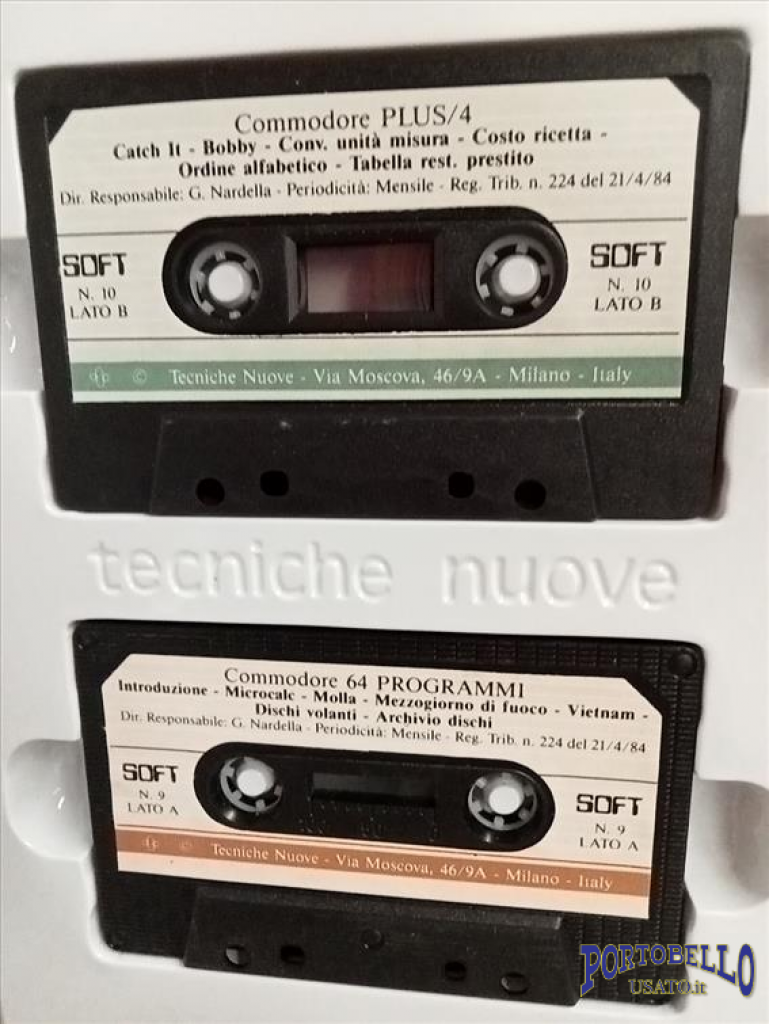 Commodore PLUS/4
Catch It - Bobby - Conv. unità misura - Costo ricetta -
Ordine alfabetico - Tabella rest. prestito
Dir. Responsabile: G. Nardella - Periodicità: Mensile - Reg. Trib. n. 224 del 21/4/84
SOFT
N. 10
LATO B
SOFT
N. 10
LATO B
© Tecniche Nuove - Via Moscova, 46/9A - Milano - Italy
tecniche nuove
Commodore 64 PROGRAMMI
Introduzione - Microcalc - Molla - Mezzogiorno di fuoco - Vietnam -
Dischi volanti - Archivio dischi
Dir. Responsabile: G. Nardella - Periodicità: Mensile - Reg. Trib. n. 224 del 21/4/84
SOFT
N. 9
LATO A
SOFT
N. 9
LATO A
© Tecniche Nuove - Via Moscova, 46/9A - Milano - Italy
PORTOBELLO
USATO.it